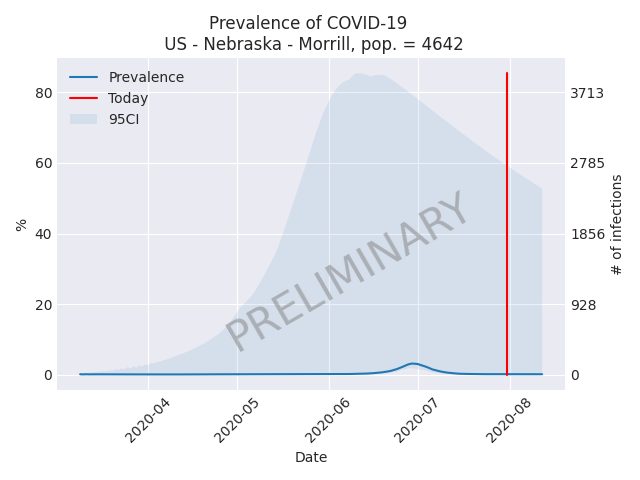 Prevalence of COVID-19
US - Nebraska - Morrill, pop. = 4642
Prevalence
Today
95CI
80
60
40
20
0
%
3713
2785
1856
928
0
# of infections
PRELIMINARY
2020-04
2020-05
2020-06
2020-07
2020-08
Date